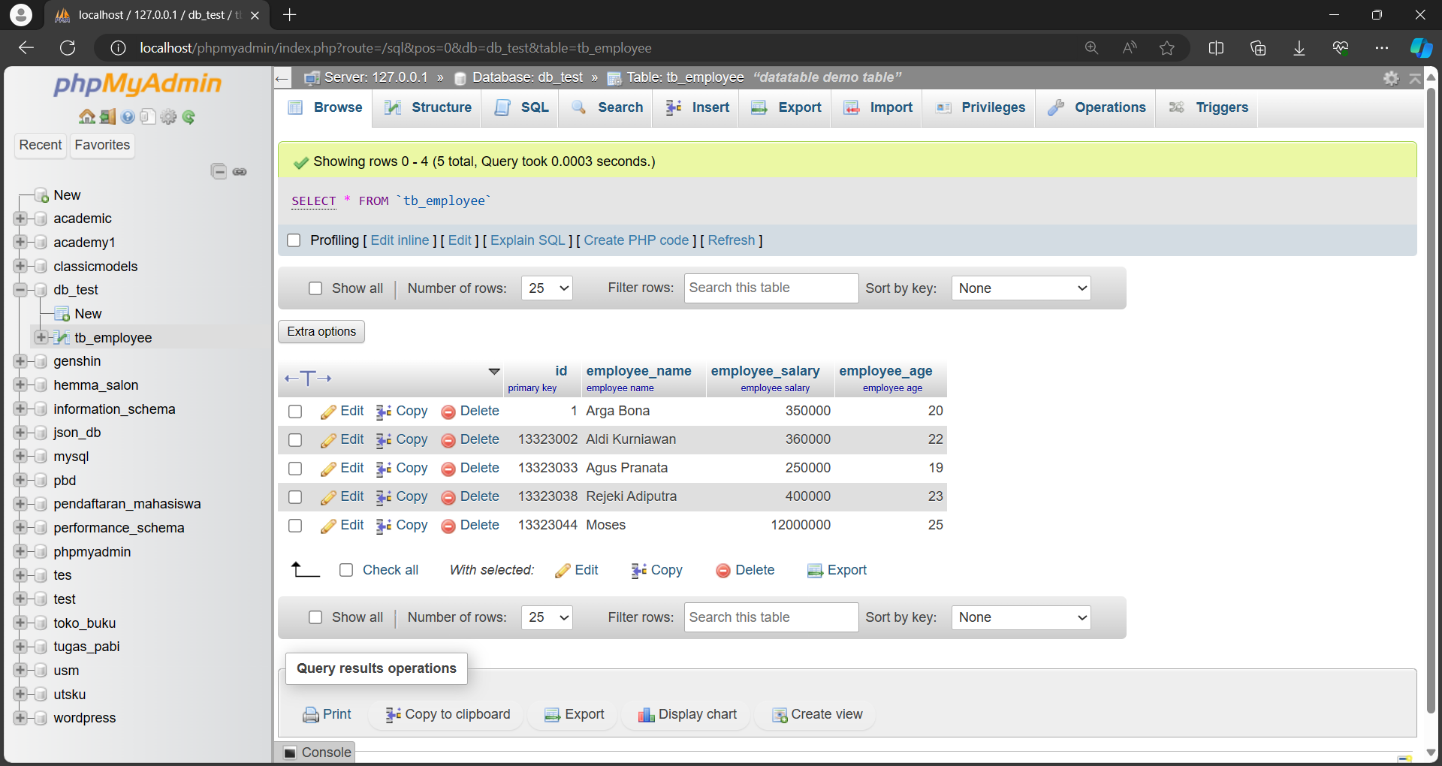 localhost / 127.0.0.1 / db_test / t
localhost/phpmyadmin/index.php?route=/sql&pos=0&db=db_test&table=tb_employee
phpMyAdmin
Recent Favorites
New
academic
academy1
classicmodels
db_test
New
tb_employee
genshin
hemma_salon
information_schema
json_db
mysql
pbd
pendaftaran_mahasiswa
performance_schema
phpmyadmin
tes
test
toko_buku
tugas_pabi
usm
utsku
wordpress
Server: 127.0.0.1 » Database: db_test » Table: tb_employee "datatable demo table"
Browse Structure SQL Search Insert Export Import Privileges Operations Triggers
Showing rows 0 - 4 (5 total, Query took 0.0003 seconds.)
SELECT * FROM `tb_employee`
Profiling [ Edit inline ] [ Edit ] [ Explain SQL ] [ Create PHP code ] [ Refresh ]
Show all | Number of rows: 25 Filter rows: Search this table Sort by key: None
Extra options
←T→ id employee_name employee_salary employee_age
primary key employee name employee salary employee age
Edit Copy Delete 1 Arga Bona 350000 20
Edit Copy Delete 13323002 Aldi Kurniawan 360000 22
Edit Copy Delete 13323033 Agus Pranata 250000 19
Edit Copy Delete 13323038 Rejeki Adiputra 400000 23
Edit Copy Delete 13323044 Moses 12000000 25
Check all With selected: Edit Copy Delete Export
Show all | Number of rows: 25 Filter rows: Search this table Sort by key: None
Query results operations
Print Copy to clipboard Export Display chart Create view
Console